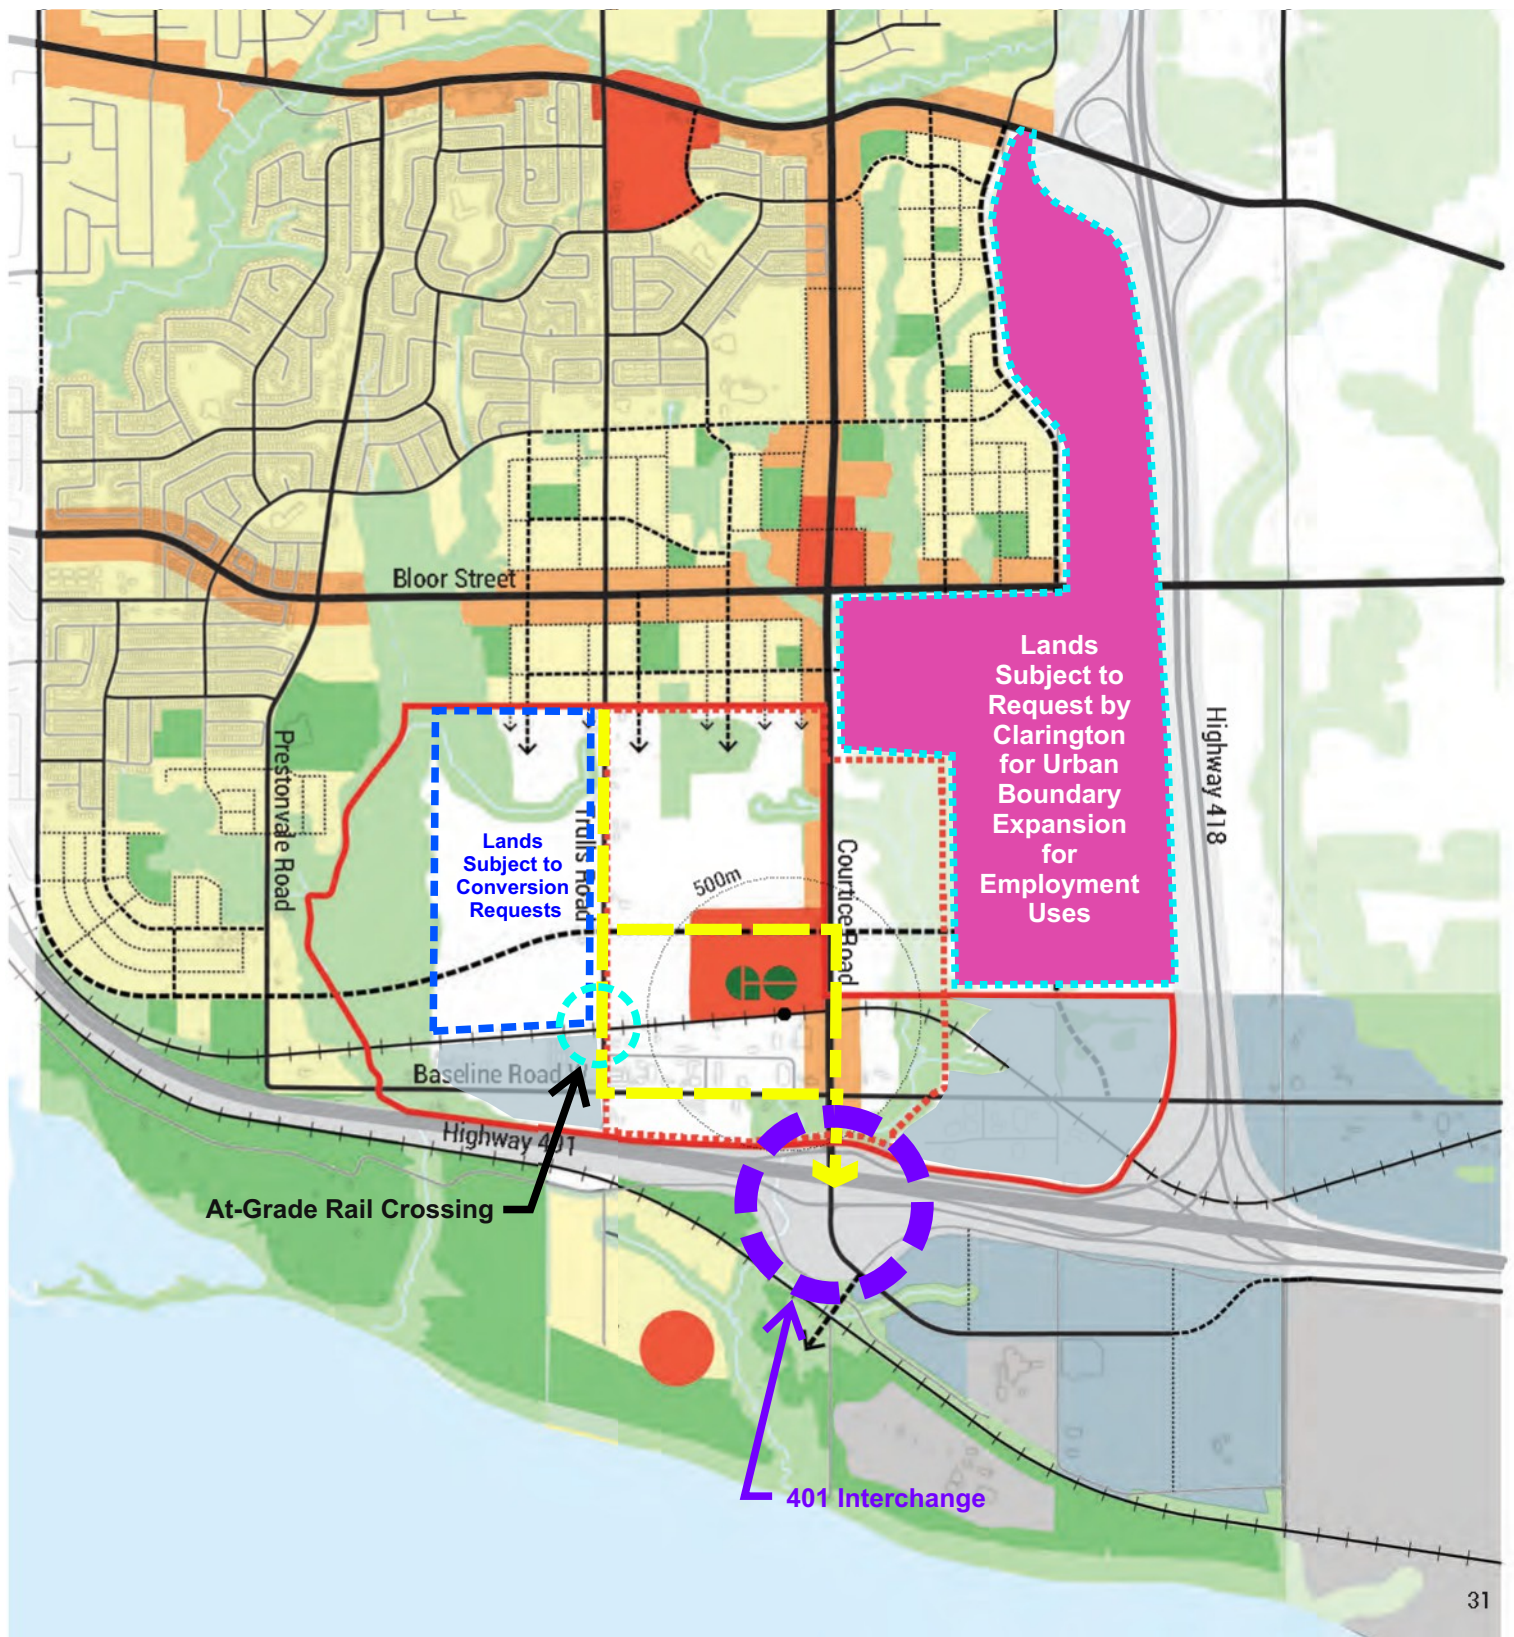 Bloor Street
Lands
Subject to
Request by
Clarington
for Urban
Boundary
Expansion
for
Employment
Uses
Highway 418
Prestonvale Road
Lands
Subject to
Conversion
Requests
Trulls Road
500m
Courtice Road
GO
Baseline Road W
Highway 401
At-Grade Rail Crossing
401 Interchange
31